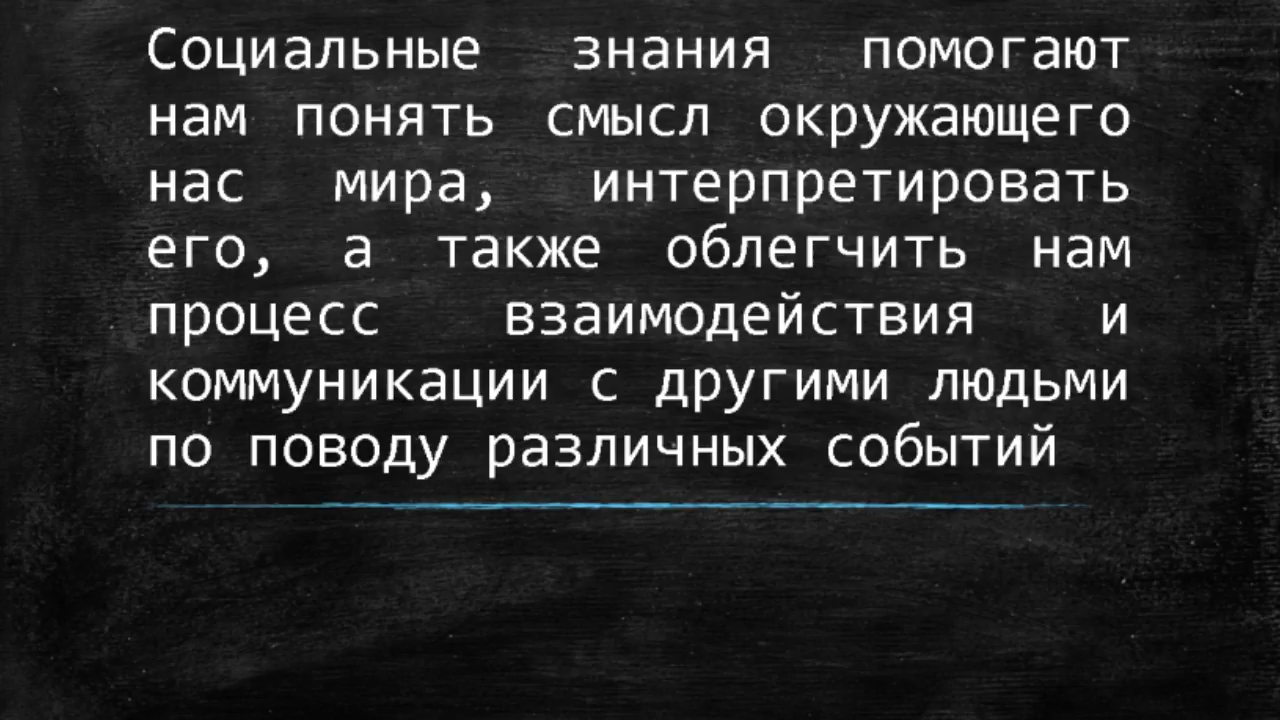 Социальные знания помогают
нам понять смысл окружающего
нас мира, интерпретировать
его, а также облегчить нам
процесс взаимодействия и
коммуникации с другими людьми
по поводу различных событий